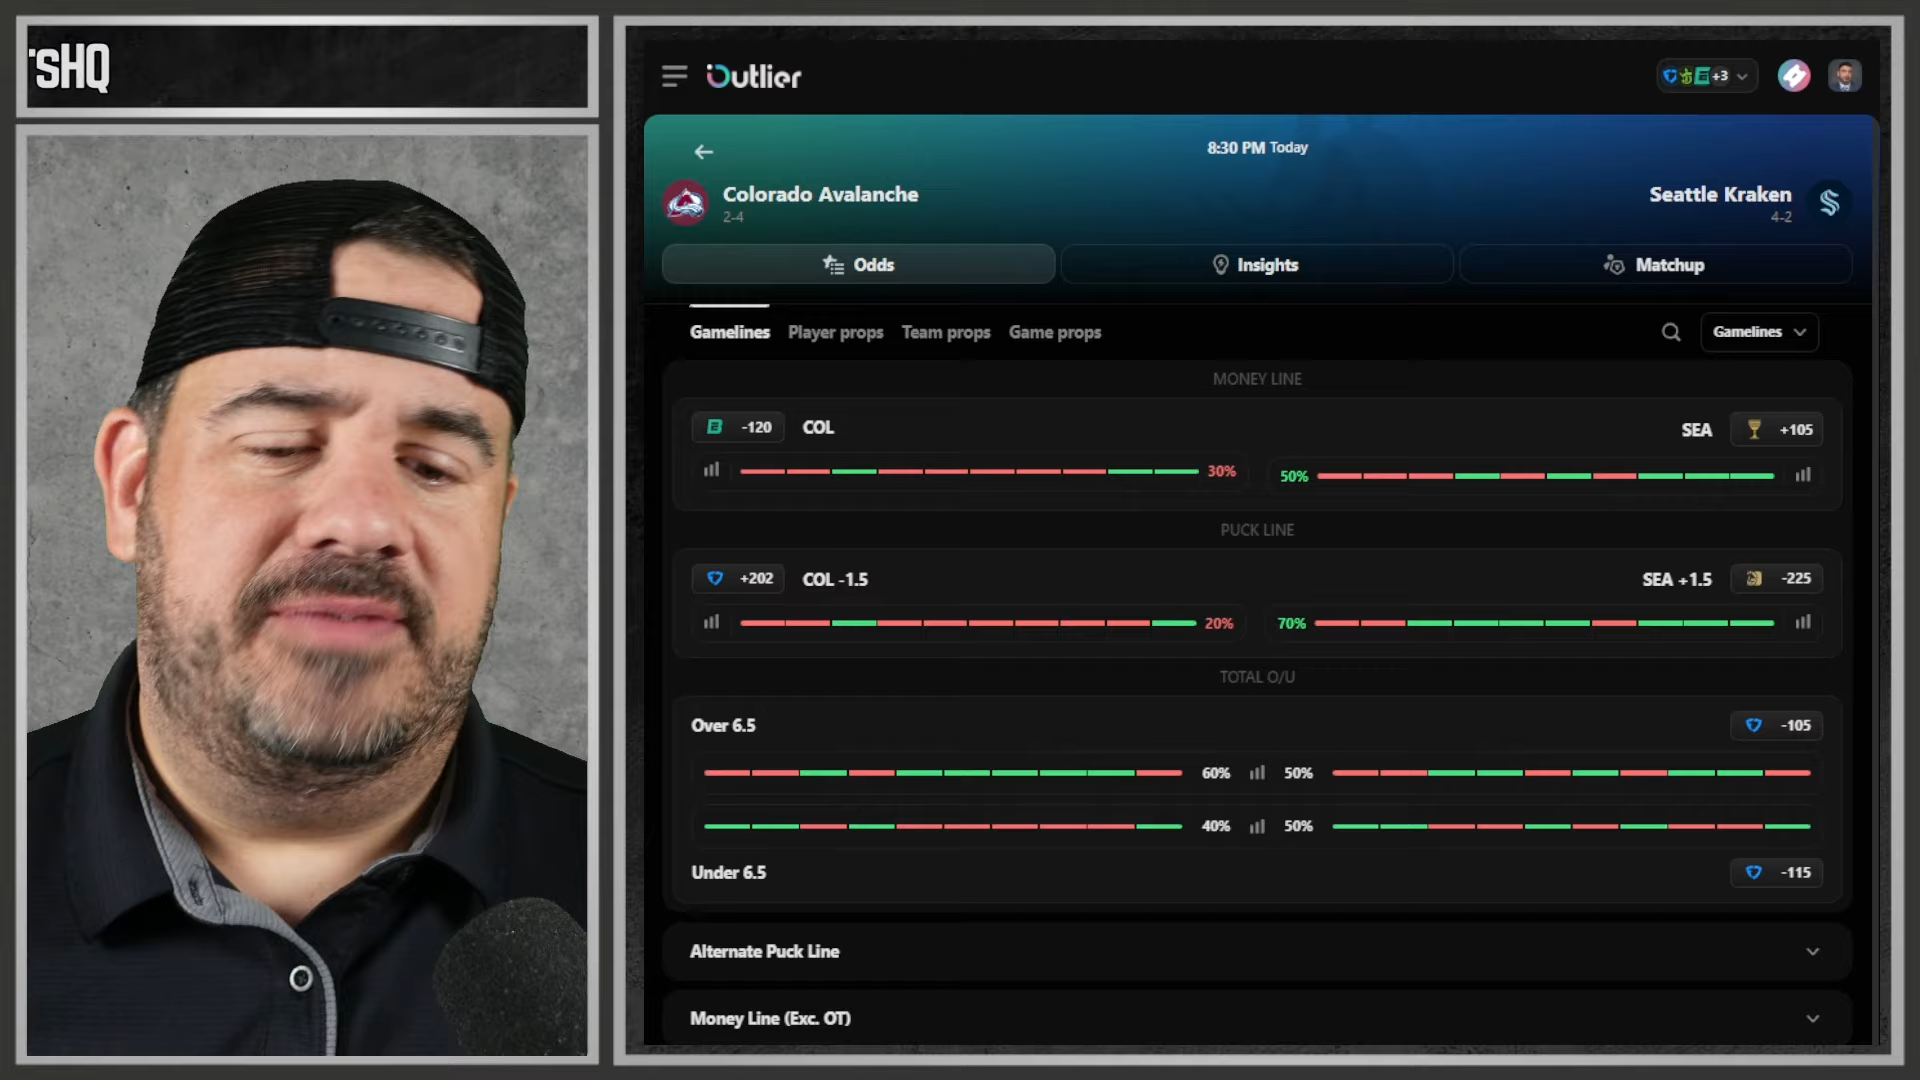 'sHQ
Outlier
+3
8:30 PM Today
Colorado Avalanche
2-4
Seattle Kraken
4-2
Odds
Insights
Matchup
Gamelines
Player props
Team props
Game props
Gamelines
MONEY LINE
-120 COL
SEA +105
30%
50%
PUCK LINE
+202 COL -1.5
SEA +1.5 -225
20%
70%
TOTAL O/U
Over 6.5
-105
60%
50%
40%
50%
Under 6.5
-115
Alternate Puck Line
Money Line (Exc. OT)